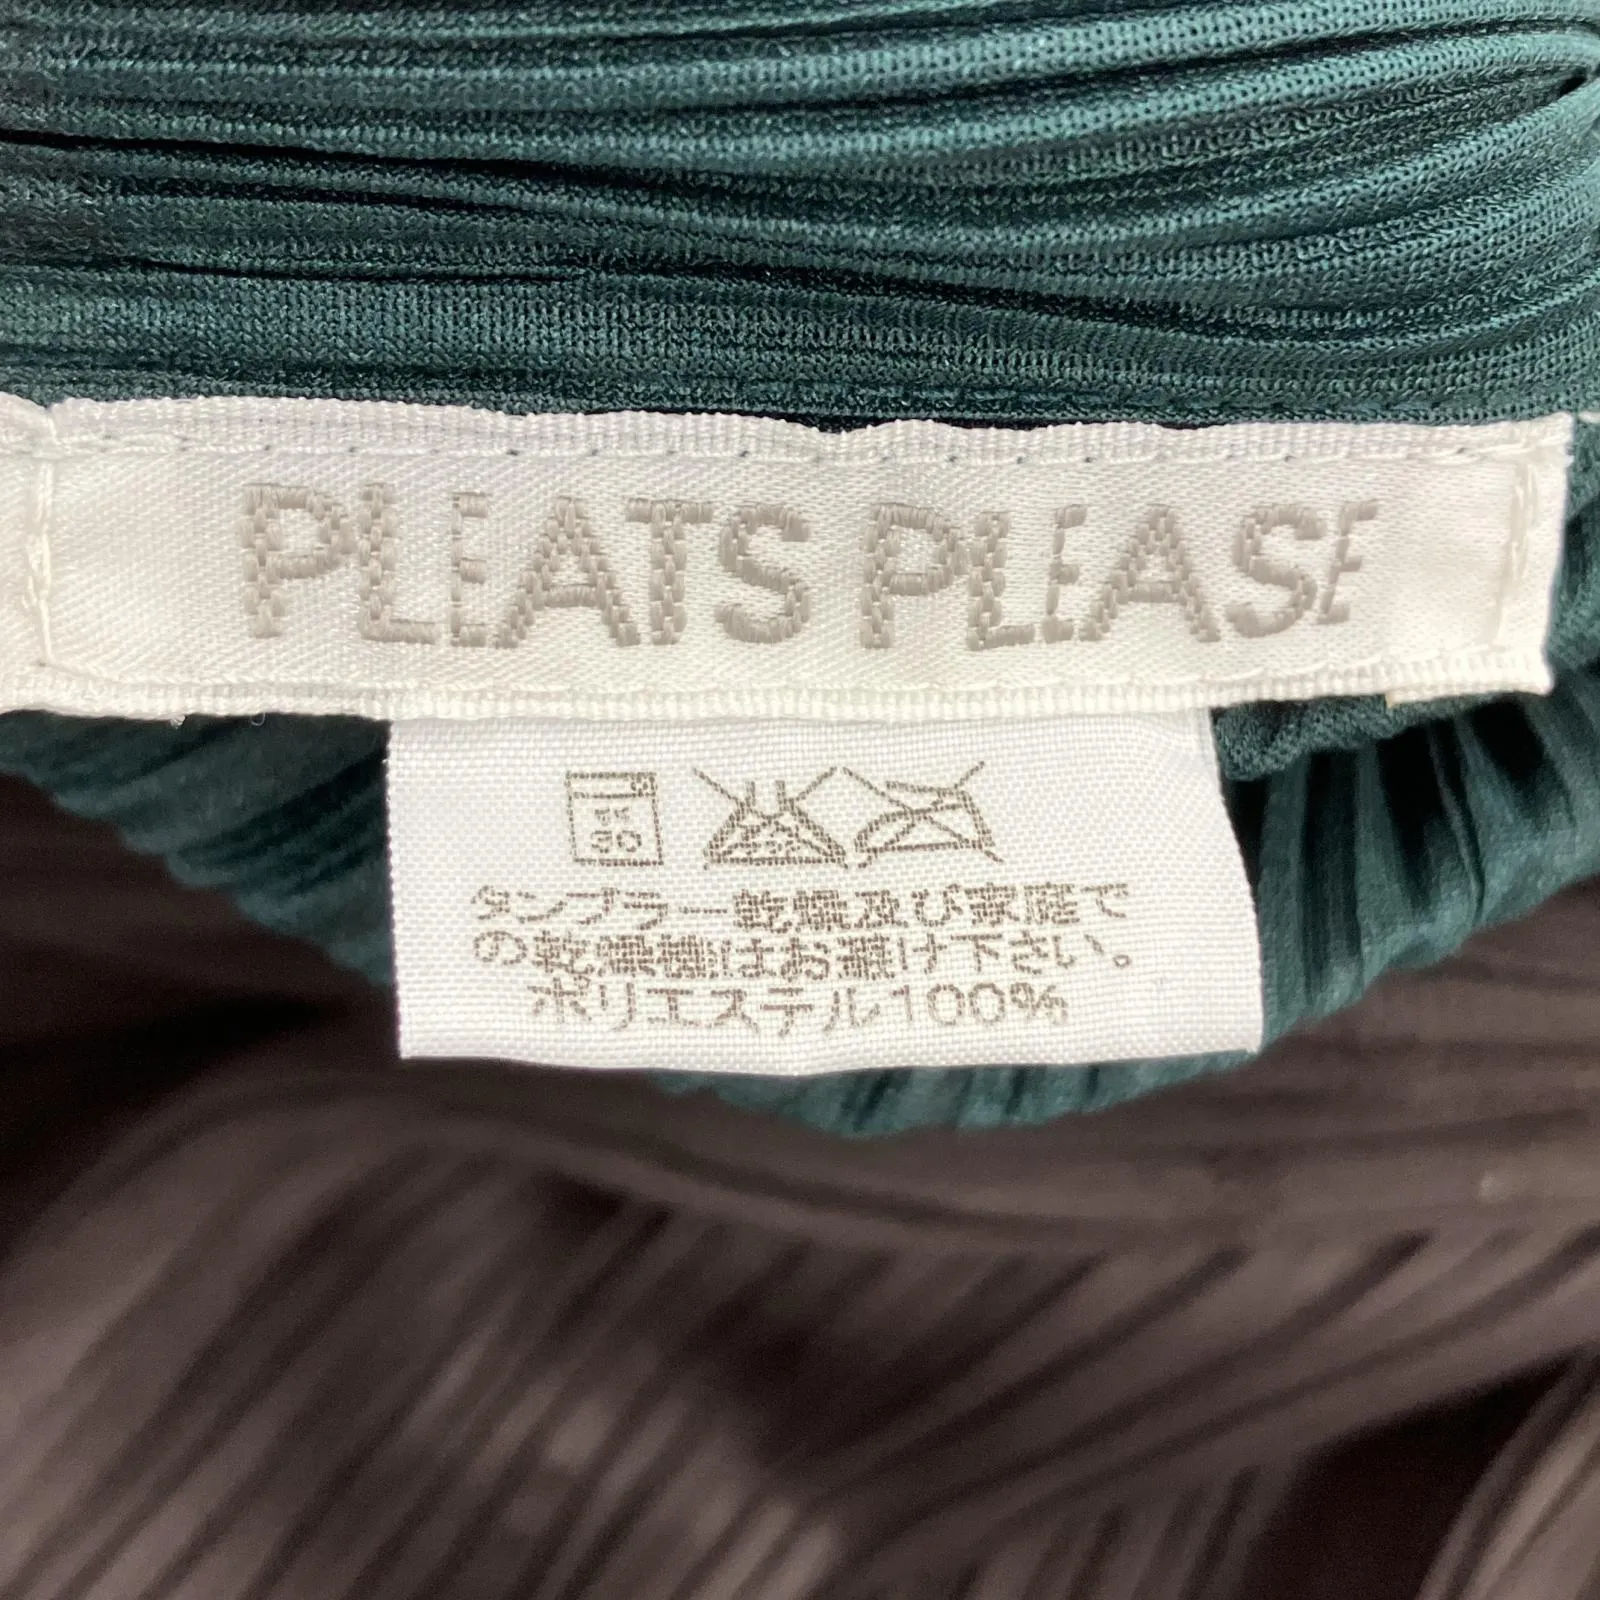 PLEATS PLEASE
タンブラー乾燥及び家庭で
の乾燥機はお避け下さい。
ポリエステル100%